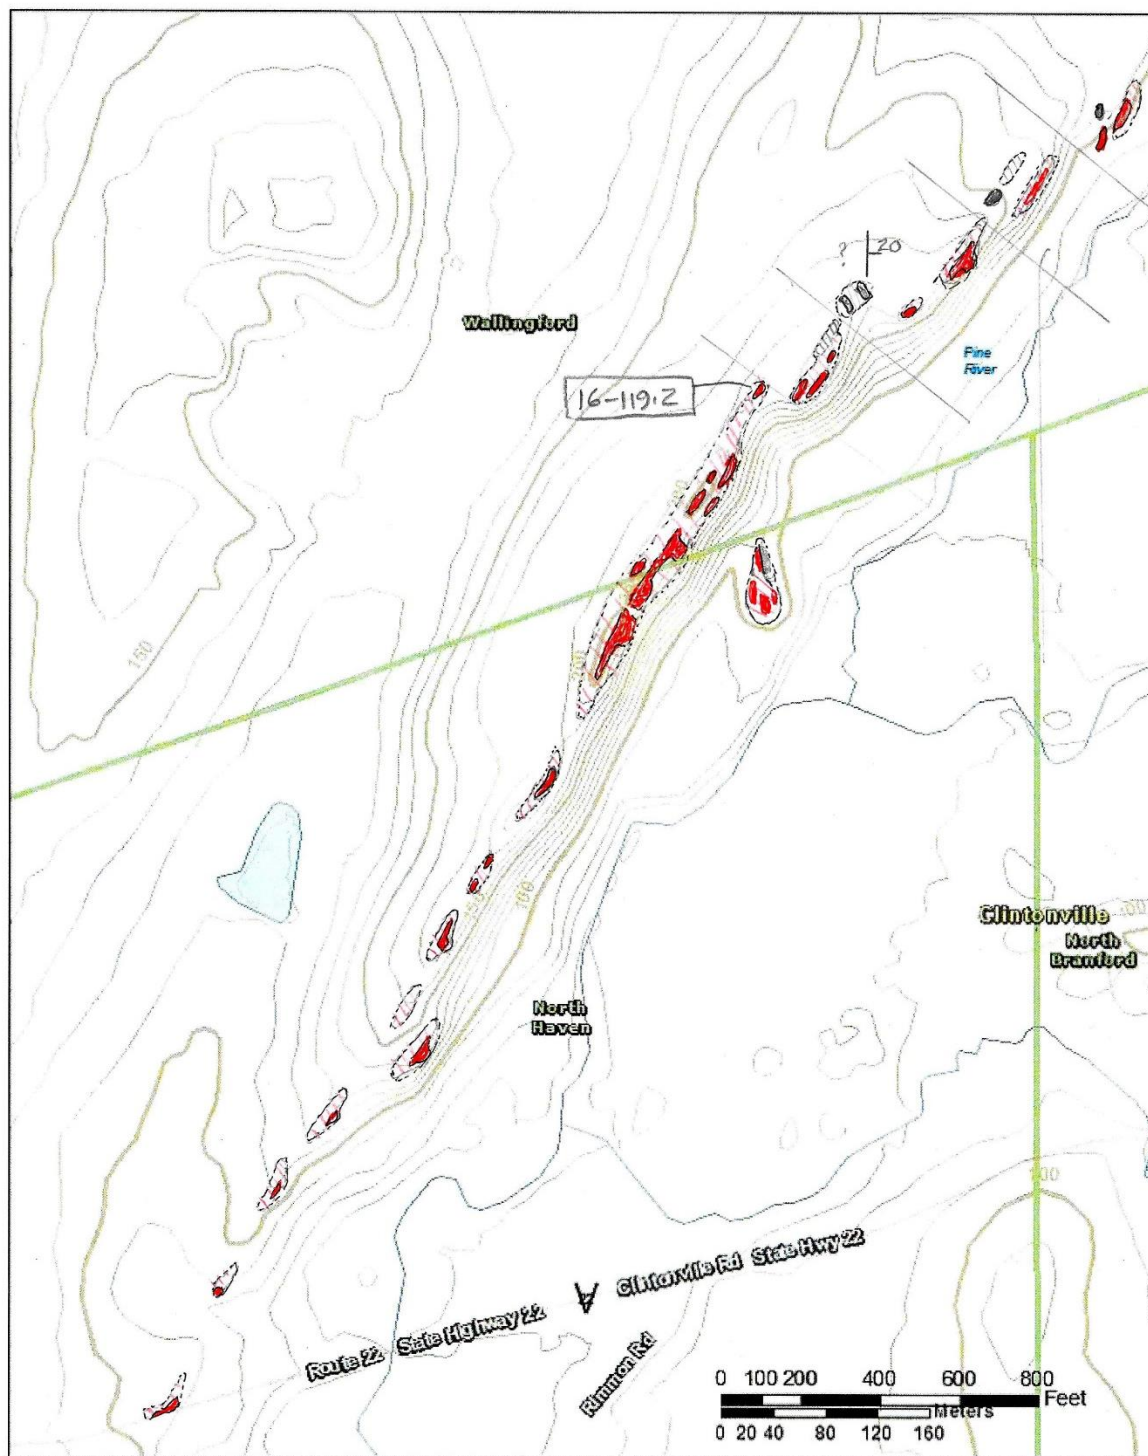 ? 20
Wallingford
Pine
River
16-119.2
150
100
Clintonville
North
Branford
North
Haven
100
Route 22 State Highway 22
Clintonville Rd State Hwy 22
Rimmon Rd
0 100 200 400 600 800
Feet
Meters
0 20 40 80 120 160